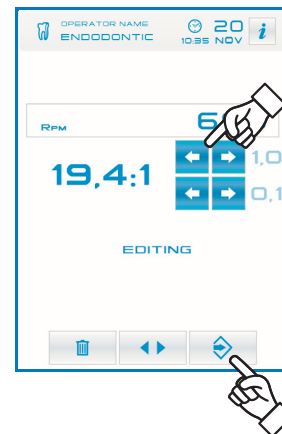 OPERATOR NAME
ENDODONTIC
20
10:35 NOV
i
RPM
6
19,4:1
1,0
0,1
EDITING